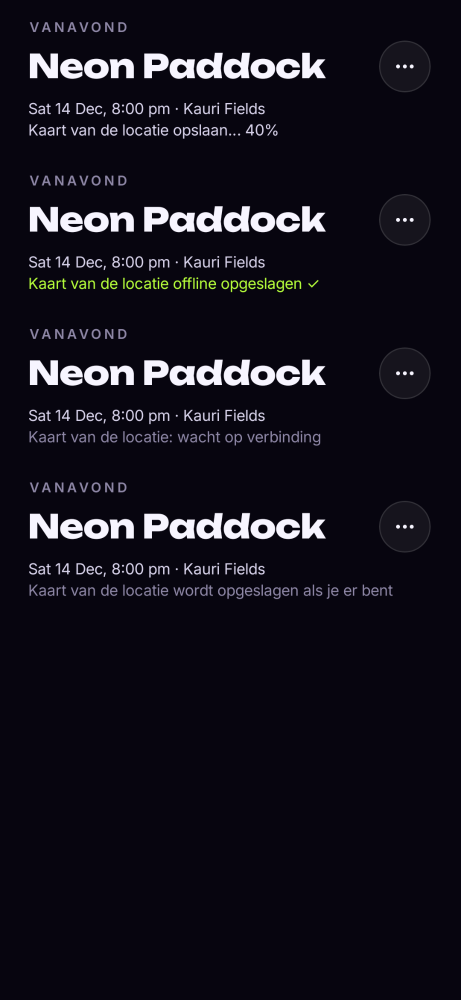 VANAVOND
Neon Paddock
Sat 14 Dec, 8:00 pm · Kauri Fields
Kaart van de locatie opslaan… 40%
VANAVOND
Neon Paddock
Sat 14 Dec, 8:00 pm · Kauri Fields
Kaart van de locatie offline opgeslagen ✓
VANAVOND
Neon Paddock
Sat 14 Dec, 8:00 pm · Kauri Fields
Kaart van de locatie: wacht op verbinding
VANAVOND
Neon Paddock
Sat 14 Dec, 8:00 pm · Kauri Fields
Kaart van de locatie wordt opgeslagen als je er bent